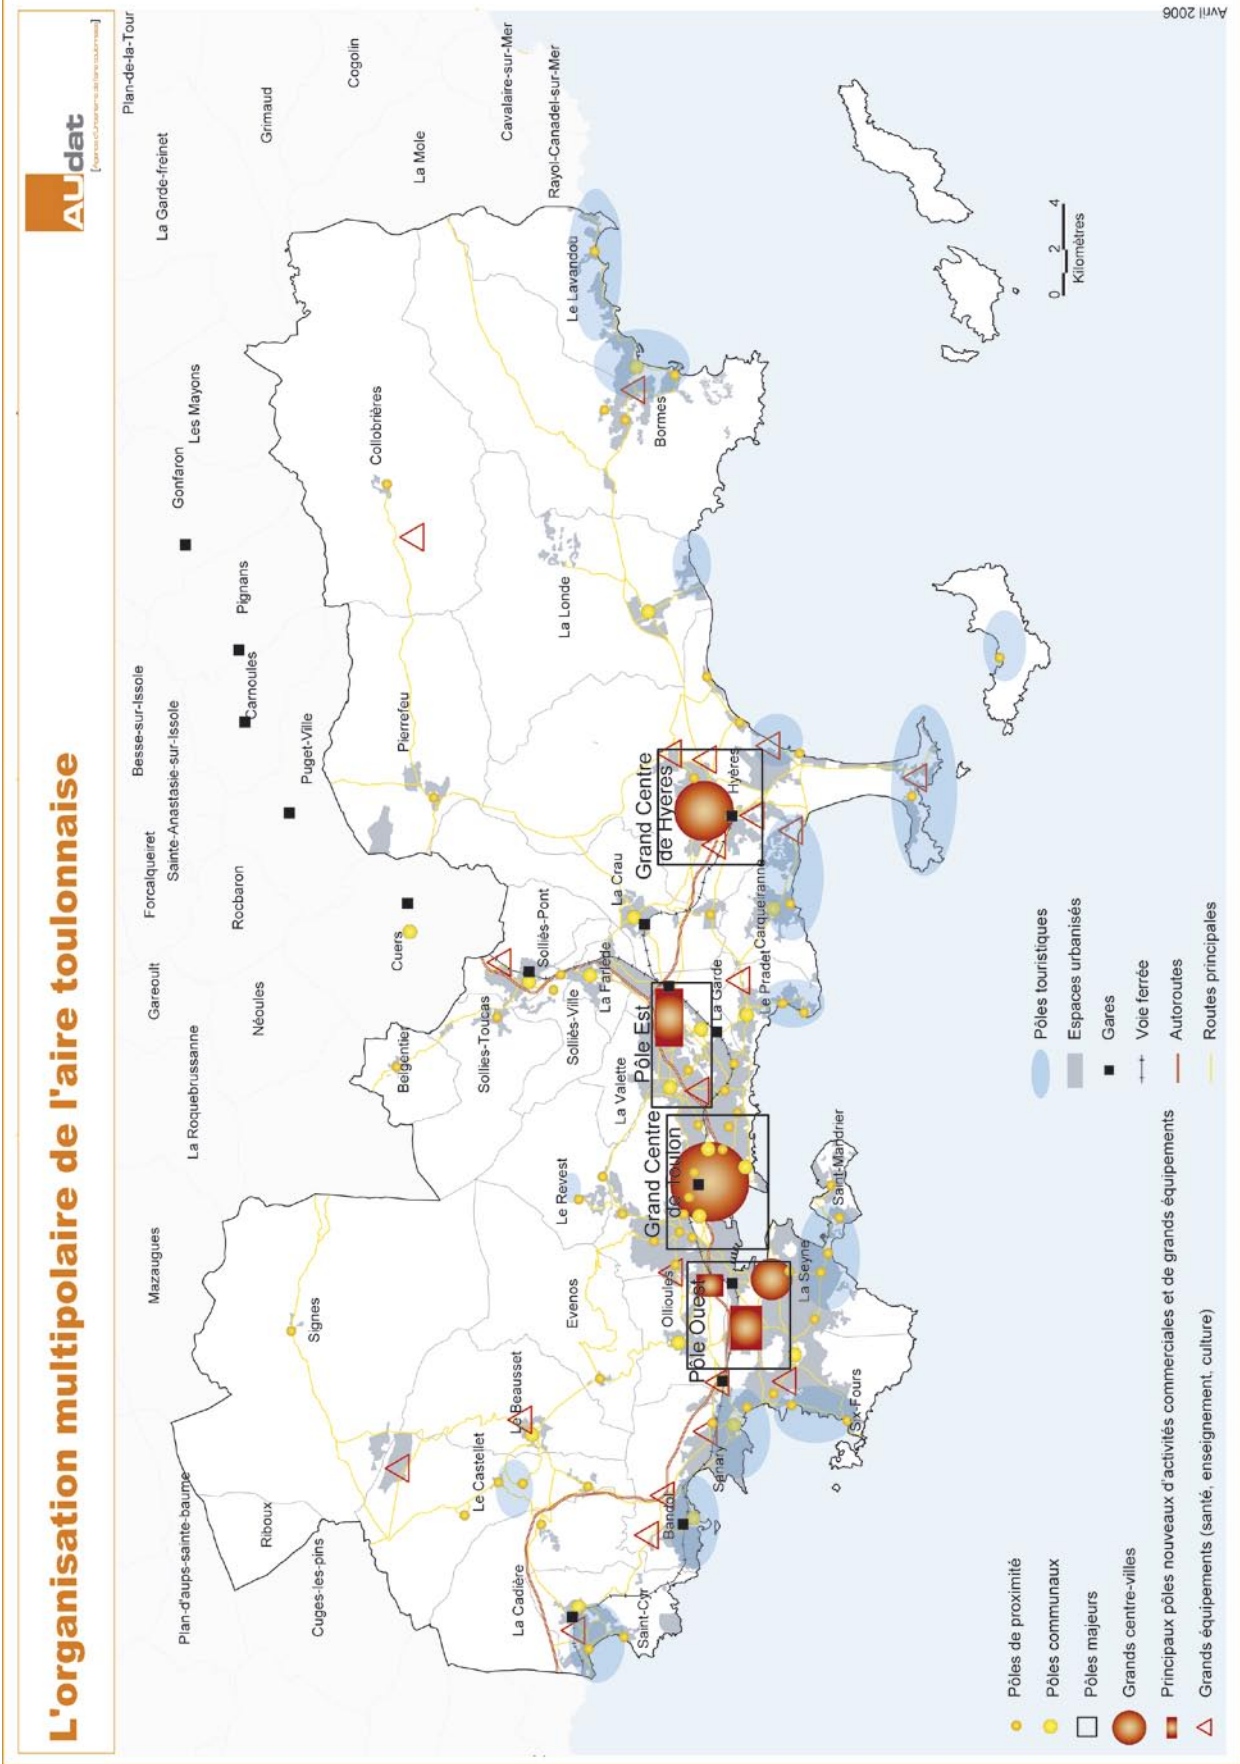 L'organisation multipolaire de l'aire toulonnaise
AUdat
Plan-de-la-Tour
La Garde-freinet
Grimaud
Cogolin
La Mole
Cavalaire-sur-Mer
Rayol-Canadel-sur-Mer
Les Mayons
Gonfaron
Pignans
Carnoules
Besse-sur-Issole
Sainte-Anastasie-sur-Issole
Puget-Ville
Forcalqueiret
Rocbaron
Gareoult
Néoules
La Roquebrussanne
Mazaugues
Plan-d'aups-sainte-baume
Riboux
Cuges-les-pins
Signes
Collobrières
Pierrefeu
Cuers
Belgentier
Sollies-Toucas
Solliès-Pont
Solliès-Ville
La Farlède
La Crau
La Londe
Bormes
Le Lavandou
Grand Centre
de Hyeres
Hyères
Carqueiranne
Le Pradet
La Garde
Pôle Est
La Valette
Grand Centre
de Toulon
Le Revest
Evenos
Ollioules
Pôle Ouest
La Seyne
Saint-Mandrier
Six-Fours
Sanary
Bandol
Le Beausset
Le Castellet
La Cadière
Saint-Cyr
0 2 4
Kilomètres
Pôles de proximité
Pôles communaux
Pôles majeurs
Grands centre-villes
Principaux pôles nouveaux d'activités commerciales et de grands équipements
Grands équipements (santé, enseignement, culture)
Pôles touristiques
Espaces urbanisés
Gares
Voie ferrée
Autoroutes
Routes principales
Avril 2006